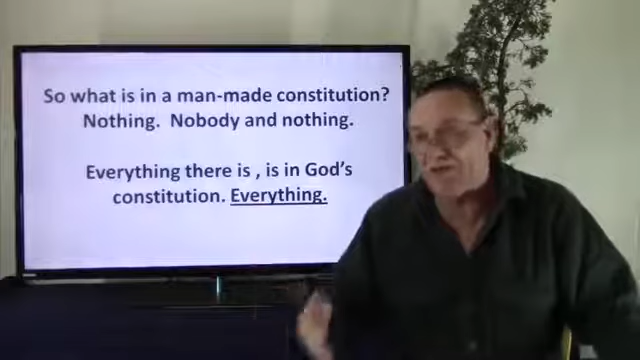 So what is in a man-made constitution?
Nothing. Nobody and nothing.
Everything there is , is in God's
constitution. Everything.